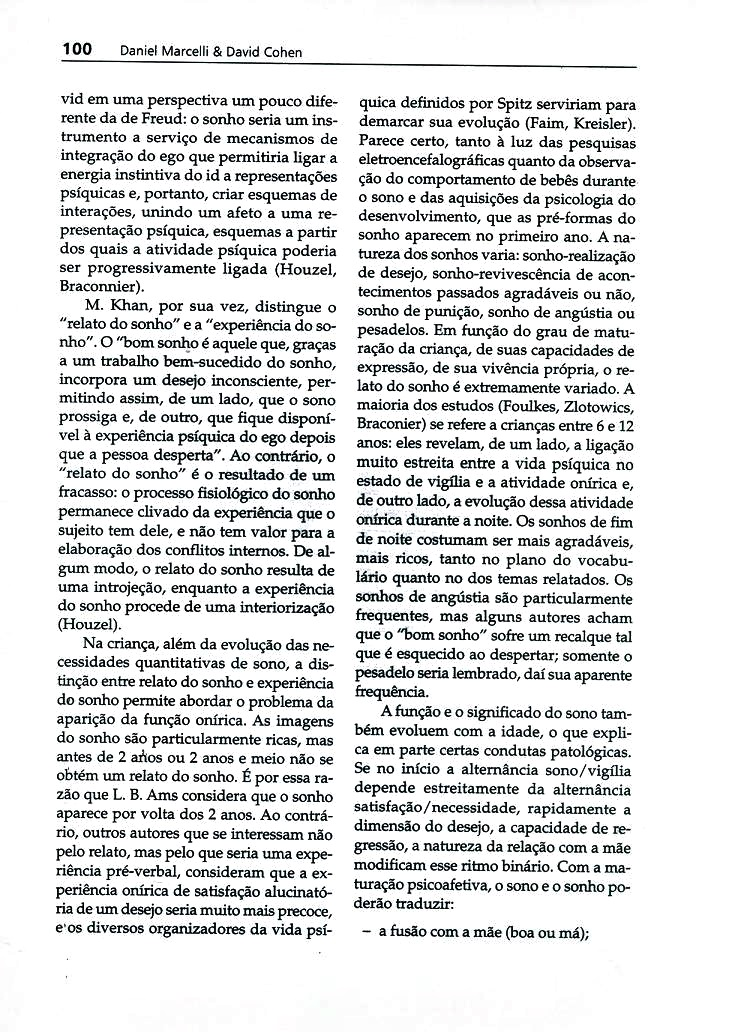 100 Daniel Marcelli & David Cohen
vid em uma perspectiva um pouco dife-
rente da de Freud: o sonho seria um ins-
trumento a serviço de mecanismos de
integração do ego que permitiria ligar a
energia instintiva do id a representações
psíquicas e, portanto, criar esquemas de
interações, unindo um afeto a uma re-
presentação psíquica, esquemas a partir
dos quais a atividade psíquica poderia
ser progressivamente ligada (Houzel,
Braconnier).
M. Khan, por sua vez, distingue o
"relato do sonho" e a "experiência do so-
nho". O "bom sonho é aquele que, graças
a um trabalho bem-sucedido do sonho,
incorpora um desejo inconsciente, per-
mitindo assim, de um lado, que o sono
prossiga e, de outro, que fique disponí-
vel à experiência psíquica do ego depois
que a pessoa desperta". Ao contrário, o
"relato do sonho" é o resultado de um
fracasso: o processo fisiológico do sonho
permanece clivado da experiência que o
sujeito tem dele, e não tem valor para a
elaboração dos conflitos internos. De al-
gum modo, o relato do sonho resulta de
uma introjeção, enquanto a experiência
do sonho procede de uma interiorização
(Houzel).
Na criança, além da evolução das ne-
cessidades quantitativas de sono, a dis-
tinção entre relato do sonho e experiência
do sonho permite abordar o problema da
aparição da função onírica. As imagens
do sonho são particularmente ricas, mas
antes de 2 anos ou 2 anos e meio não se
obtém um relato do sonho. É por essa ra-
zão que L. B. Ams considera que o sonho
aparece por volta dos 2 anos. Ao contrá-
rio, outros autores que se interessam não
pelo relato, mas pelo que seria uma expe-
riência pré-verbal, consideram que a ex-
periência onírica de satisfação alucinató-
ria de um desejo seria muito mais precoce,
e os diversos organizadores da vida psí-
quica definidos por Spitz serviriam para
demarcar sua evolução (Faim, Kreisler).
Parece certo, tanto à luz das pesquisas
eletroencefalográficas quanto da observa-
ção do comportamento de bebês durante
o sono e das aquisições da psicologia do
desenvolvimento, que as pré-formas do
sonho aparecem no primeiro ano. A na-
tureza dos sonhos varia: sonho-realização
de desejo, sonho-revivescência de acon-
tecimentos passados agradáveis ou não,
sonho de punição, sonho de angústia ou
pesadelos. Em função do grau de matu-
ração da criança, de suas capacidades de
expressão, de sua vivência própria, o re-
lato do sonho é extremamente variado. A
maioria dos estudos (Foulkes, Zlotowics,
Braconier) se refere a crianças entre 6 e 12
anos: eles revelam, de um lado, a ligação
muito estreita entre a vida psíquica no
estado de vigília e a atividade onírica e,
de outro lado, a evolução dessa atividade
onírica durante a noite. Os sonhos de fim
de noite costumam ser mais agradáveis,
mais ricos, tanto no plano do vocabu-
lário quanto no dos temas relatados. Os
sonhos de angústia são particularmente
frequentes, mas alguns autores acham
que o "bom sonho" sofre um recalque tal
que é esquecido ao despertar; somente o
pesadelo seria lembrado, daí sua aparente
frequência.
A função e o significado do sono tam-
bém evoluem com a idade, o que expli-
ca em parte certas condutas patológicas.
Se no início a alternância sono/vigília
depende estreitamente da alternância
satisfação/necessidade, rapidamente a
dimensão do desejo, a capacidade de re-
gressão, a natureza da relação com a mãe
modificam esse ritmo binário. Com a ma-
turação psicoafetiva, o sono e o sonho po-
derão traduzir:
– a fusão com a mãe (boa ou má);